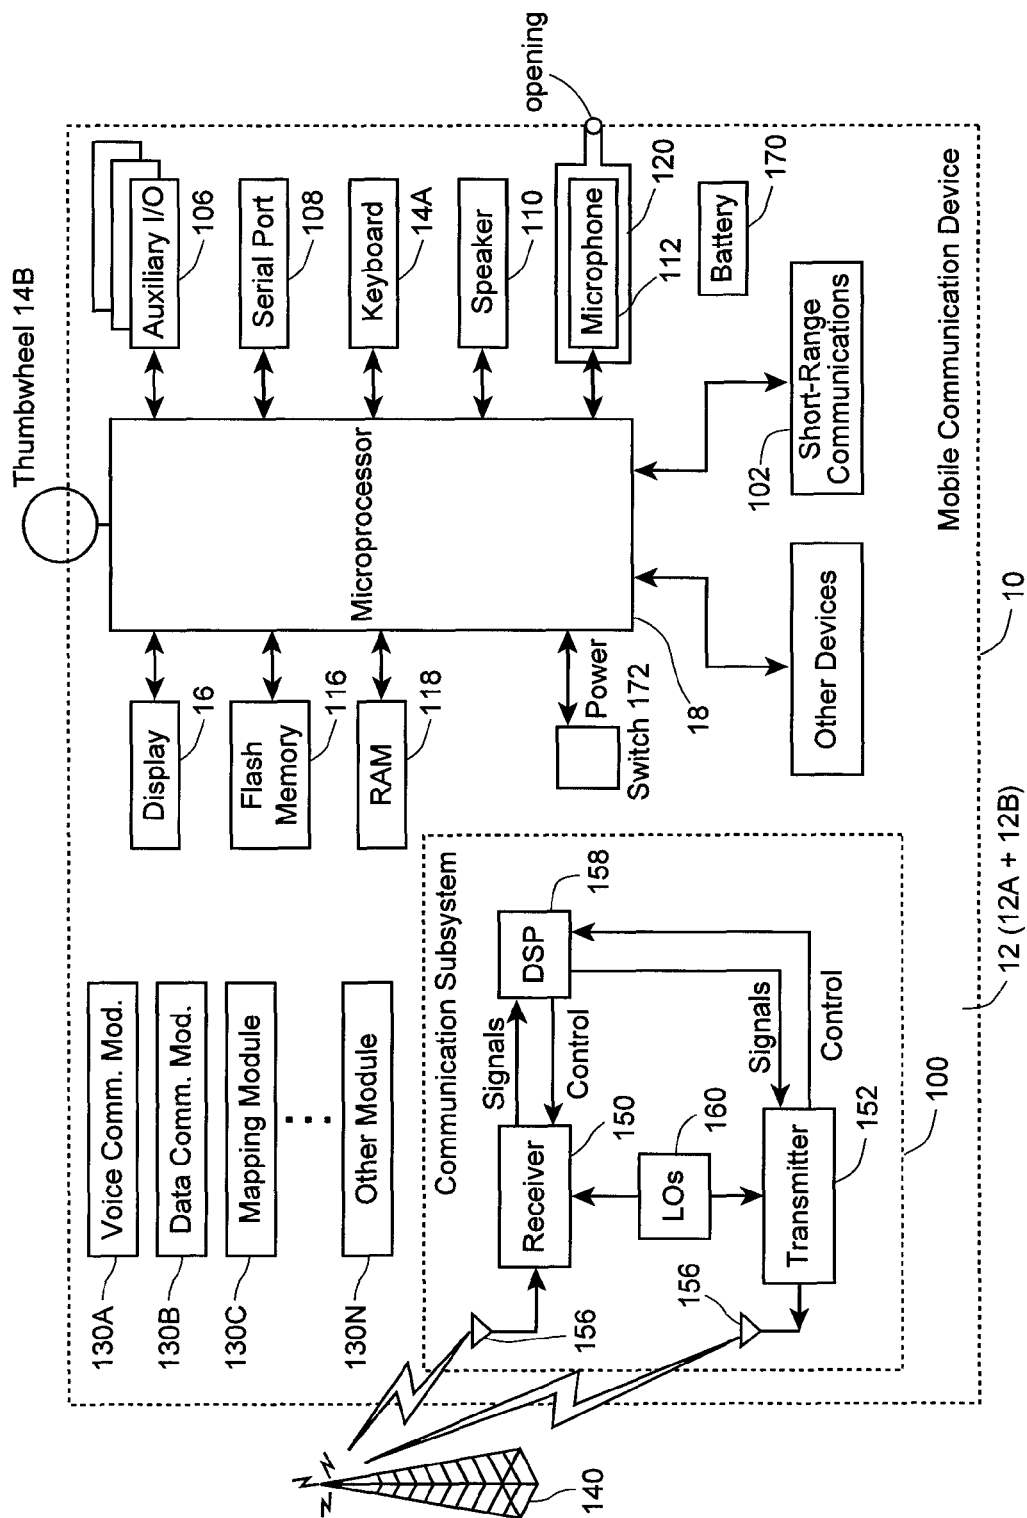 Thumbwheel 14B
130A
Voice Comm. Mod.
130B
Data Comm. Mod.
130C
Mapping Module
130N
Other Module
Display
16
Flash
Memory
116
RAM
118
Power
Switch 172
Microprocessor
18
Auxiliary I/O
106
Serial Port
108
Keyboard
14A
Speaker
110
Microphone
112
120
opening
Battery
170
Communication Subsystem
Signals
DSP
158
Control
Receiver
150
LOs
160
156
156
Transmitter
152
Signals
Control
140
Other Devices
102
Short-Range
Communications
Mobile Communication Device
100
12 (12A + 12B)
10